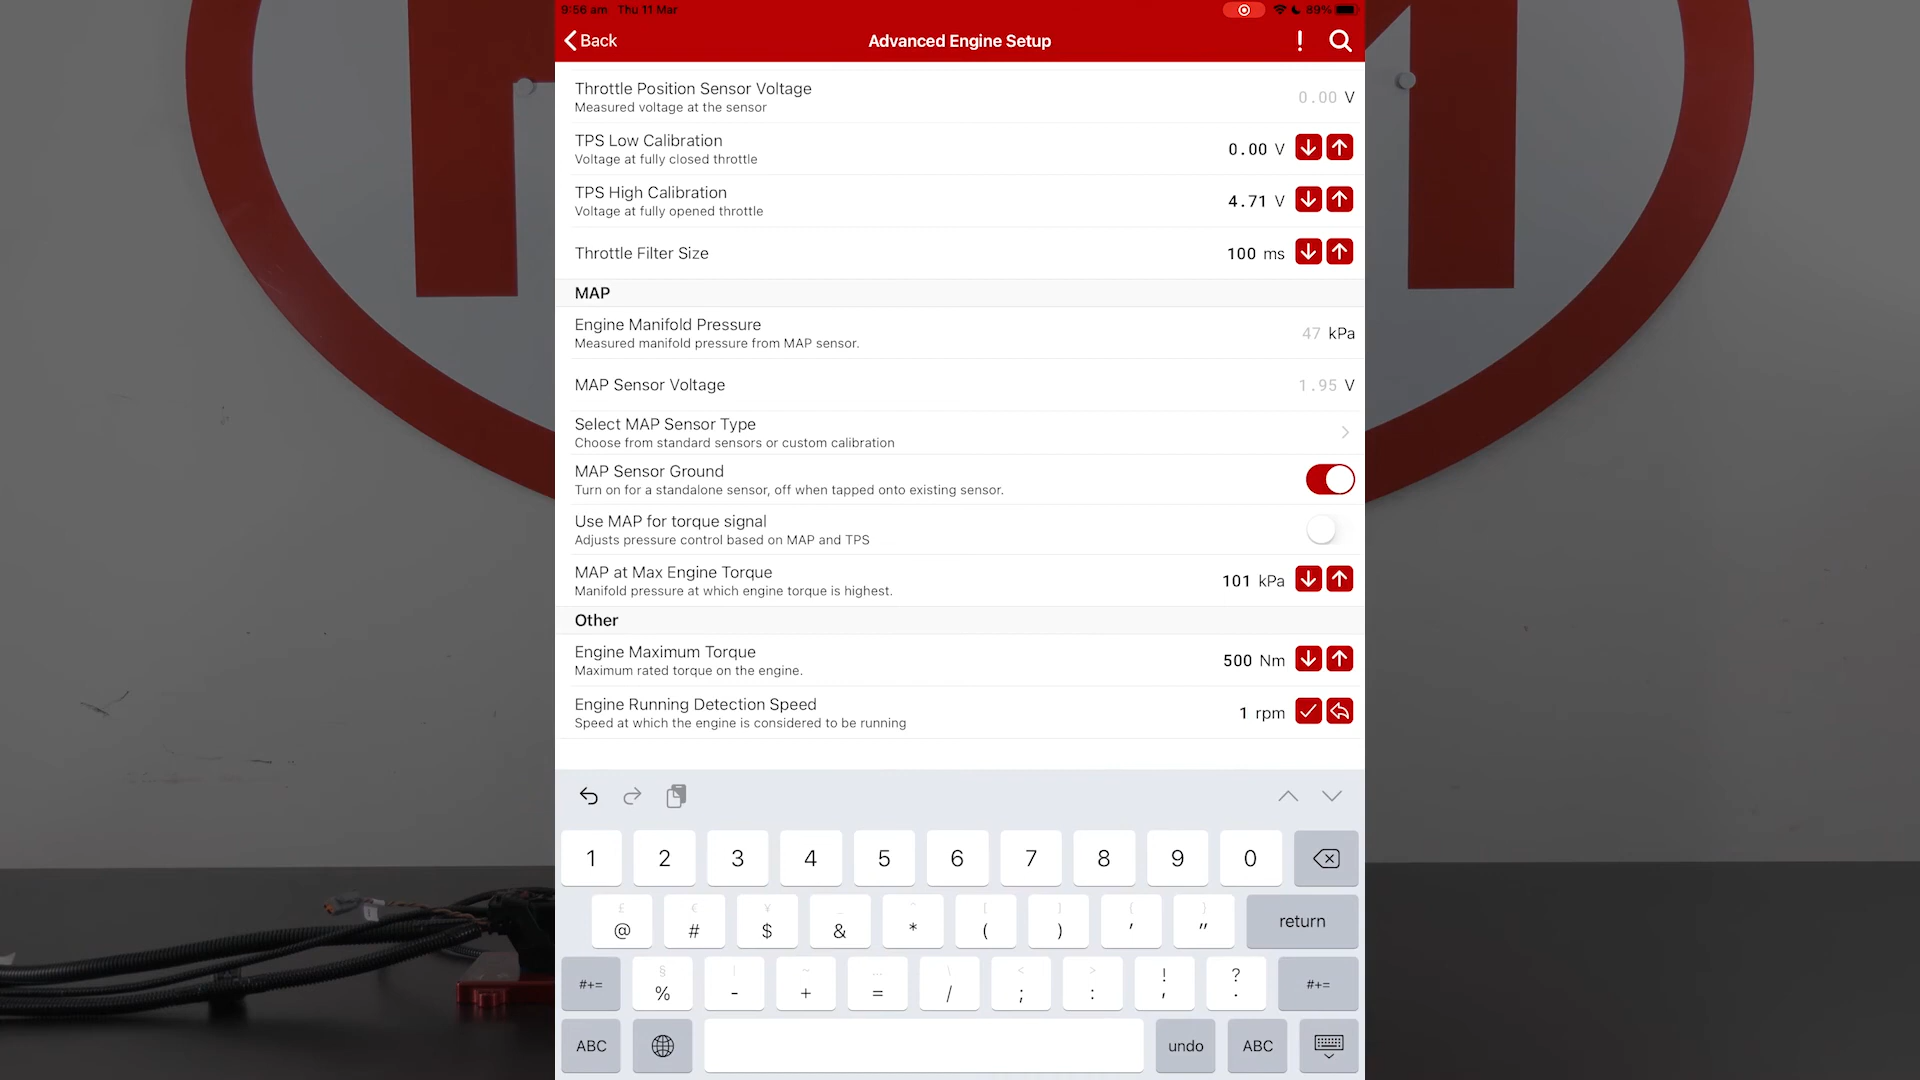 9:56 am Thu 11 Mar
89%
Back
Advanced Engine Setup
!
Throttle Position Sensor Voltage
0.00 V
Measured voltage at the sensor
TPS Low Calibration
0.00 V
Voltage at fully closed throttle
TPS High Calibration
4.71 V
Voltage at fully opened throttle
Throttle Filter Size
100 ms
MAP
Engine Manifold Pressure
47 kPa
Measured manifold pressure from MAP sensor.
MAP Sensor Voltage
1.95 V
Select MAP Sensor Type
Choose from standard sensors or custom calibration
MAP Sensor Ground
Turn on for a standalone sensor, off when tapped onto existing sensor.
Use MAP for torque signal
Adjusts pressure control based on MAP and TPS
MAP at Max Engine Torque
101 kPa
Manifold pressure at which engine torque is highest.
Other
Engine Maximum Torque
500 Nm
Maximum rated torque on the engine.
Engine Running Detection Speed
1 rpm
Speed at which the engine is considered to be running
1 2 3 4 5 6 7 8 9 0
£ € ¥ _ ^ [ ] { }
@ # $ & * ( ) ' " return
§ | ~ … \ < > ! ?
#+= % - + = / ; : , . #+=
ABC undo ABC